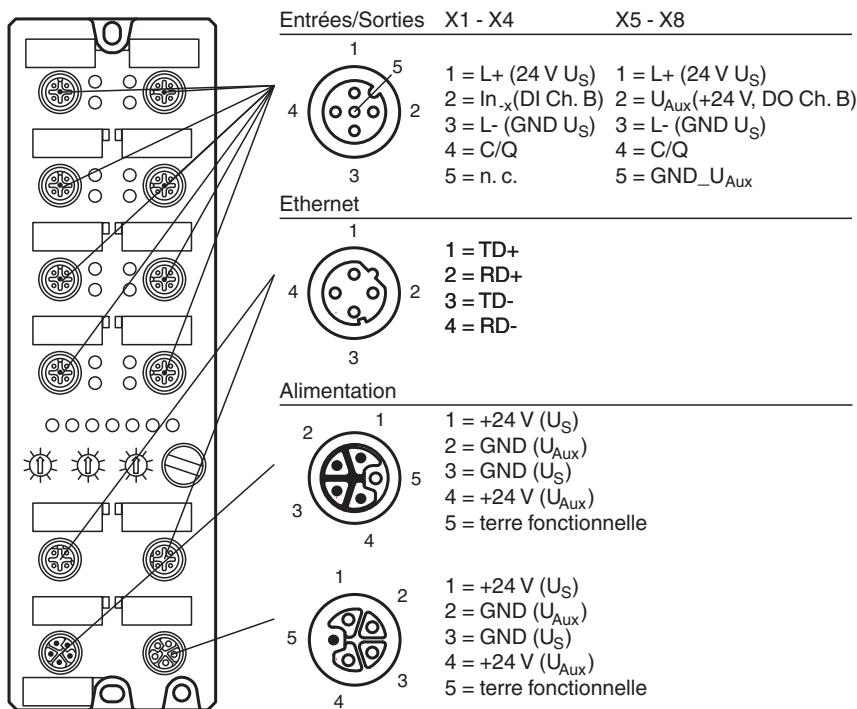 Entrées/Sorties X1 - X4 X5 - X8
1
5
4
2
3
1 = L+ (24 V US) 1 = L+ (24 V US)
2 = In-x(DI Ch. B) 2 = UAux(+24 V, DO Ch. B)
3 = L- (GND US) 3 = L- (GND US)
4 = C/Q 4 = C/Q
5 = n. c. 5 = GND_UAux
Ethernet
1
4
2
3
1 = TD+
2 = RD+
3 = TD-
4 = RD-
Alimentation
2
1
5
3
4
1 = +24 V (US)
2 = GND (UAux)
3 = GND (US)
4 = +24 V (UAux)
5 = terre fonctionnelle
1
2
5
3
4
1 = +24 V (US)
2 = GND (UAux)
3 = GND (US)
4 = +24 V (UAux)
5 = terre fonctionnelle